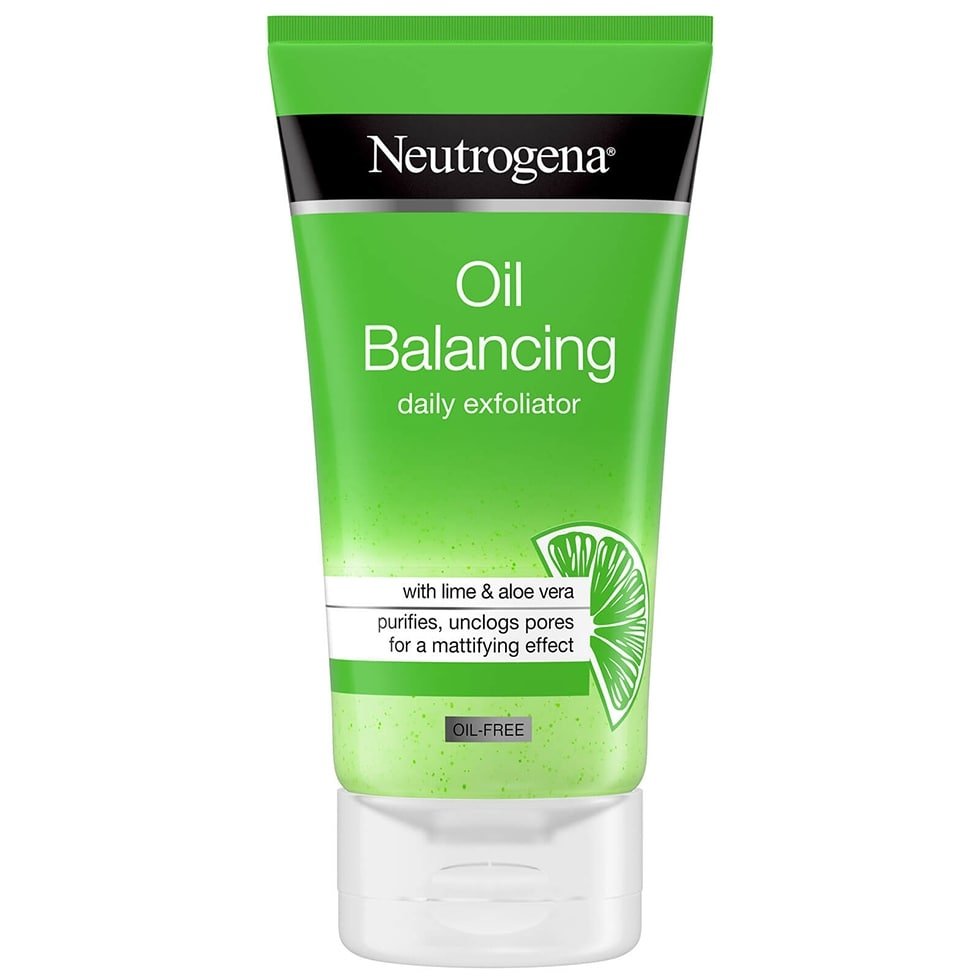 Neutrogena®
Oil
Balancing
daily exfoliator
with lime & aloe vera
purifies, unclogs pores
for a mattifying effect
OIL-FREE